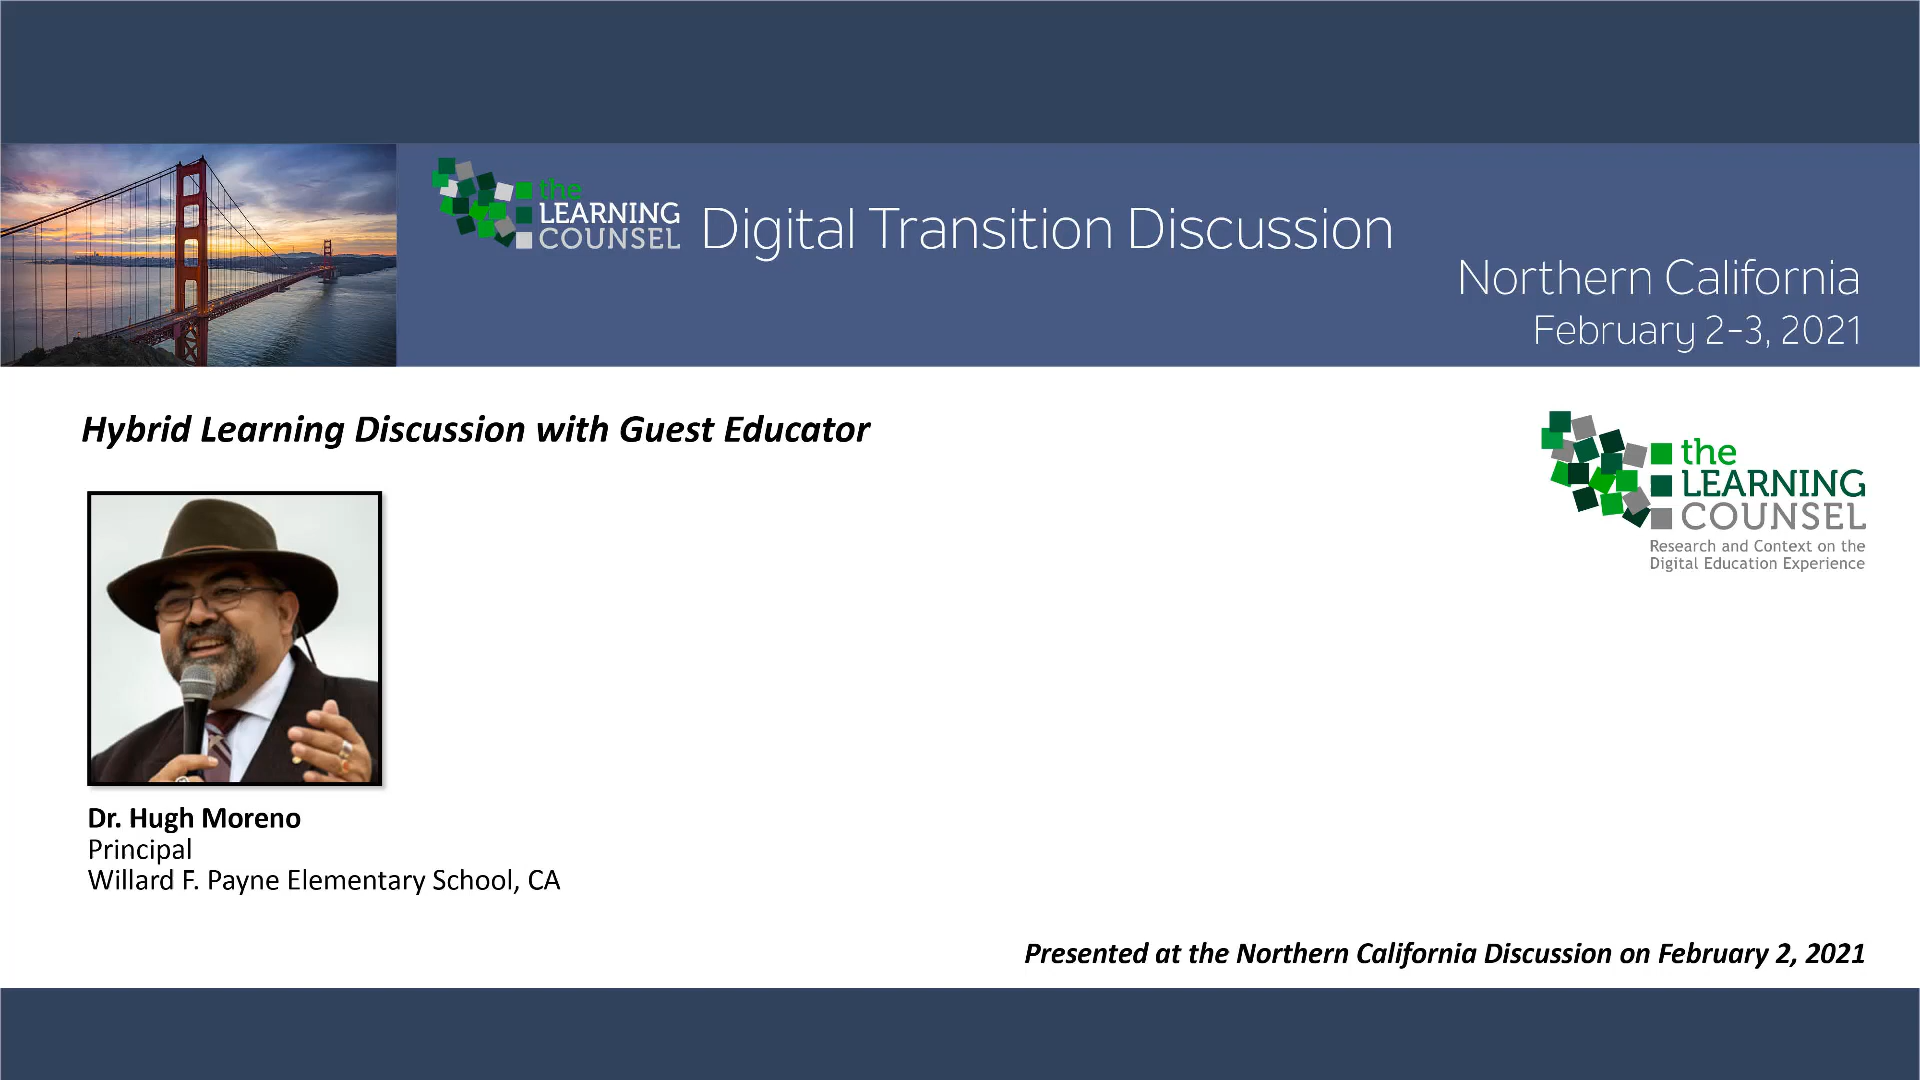 the
LEARNING
COUNSEL
Digital Transition Discussion
Northern California
February 2-3, 2021
Hybrid Learning Discussion with Guest Educator
the
LEARNING
COUNSEL
Research and Context on the
Digital Education Experience
Dr. Hugh Moreno
Principal
Willard F. Payne Elementary School, CA
Presented at the Northern California Discussion on February 2, 2021